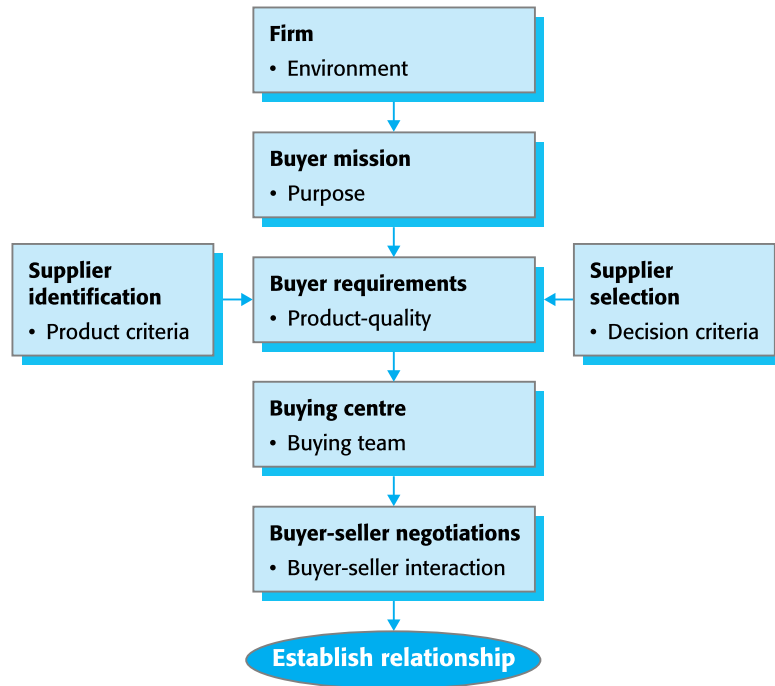 Firm
• Environment
Buyer mission
• Purpose
Supplier
identification
• Product criteria
Buyer requirements
• Product-quality
Supplier
selection
• Decision criteria
Buying centre
• Buying team
Buyer-seller negotiations
• Buyer-seller interaction
Establish relationship